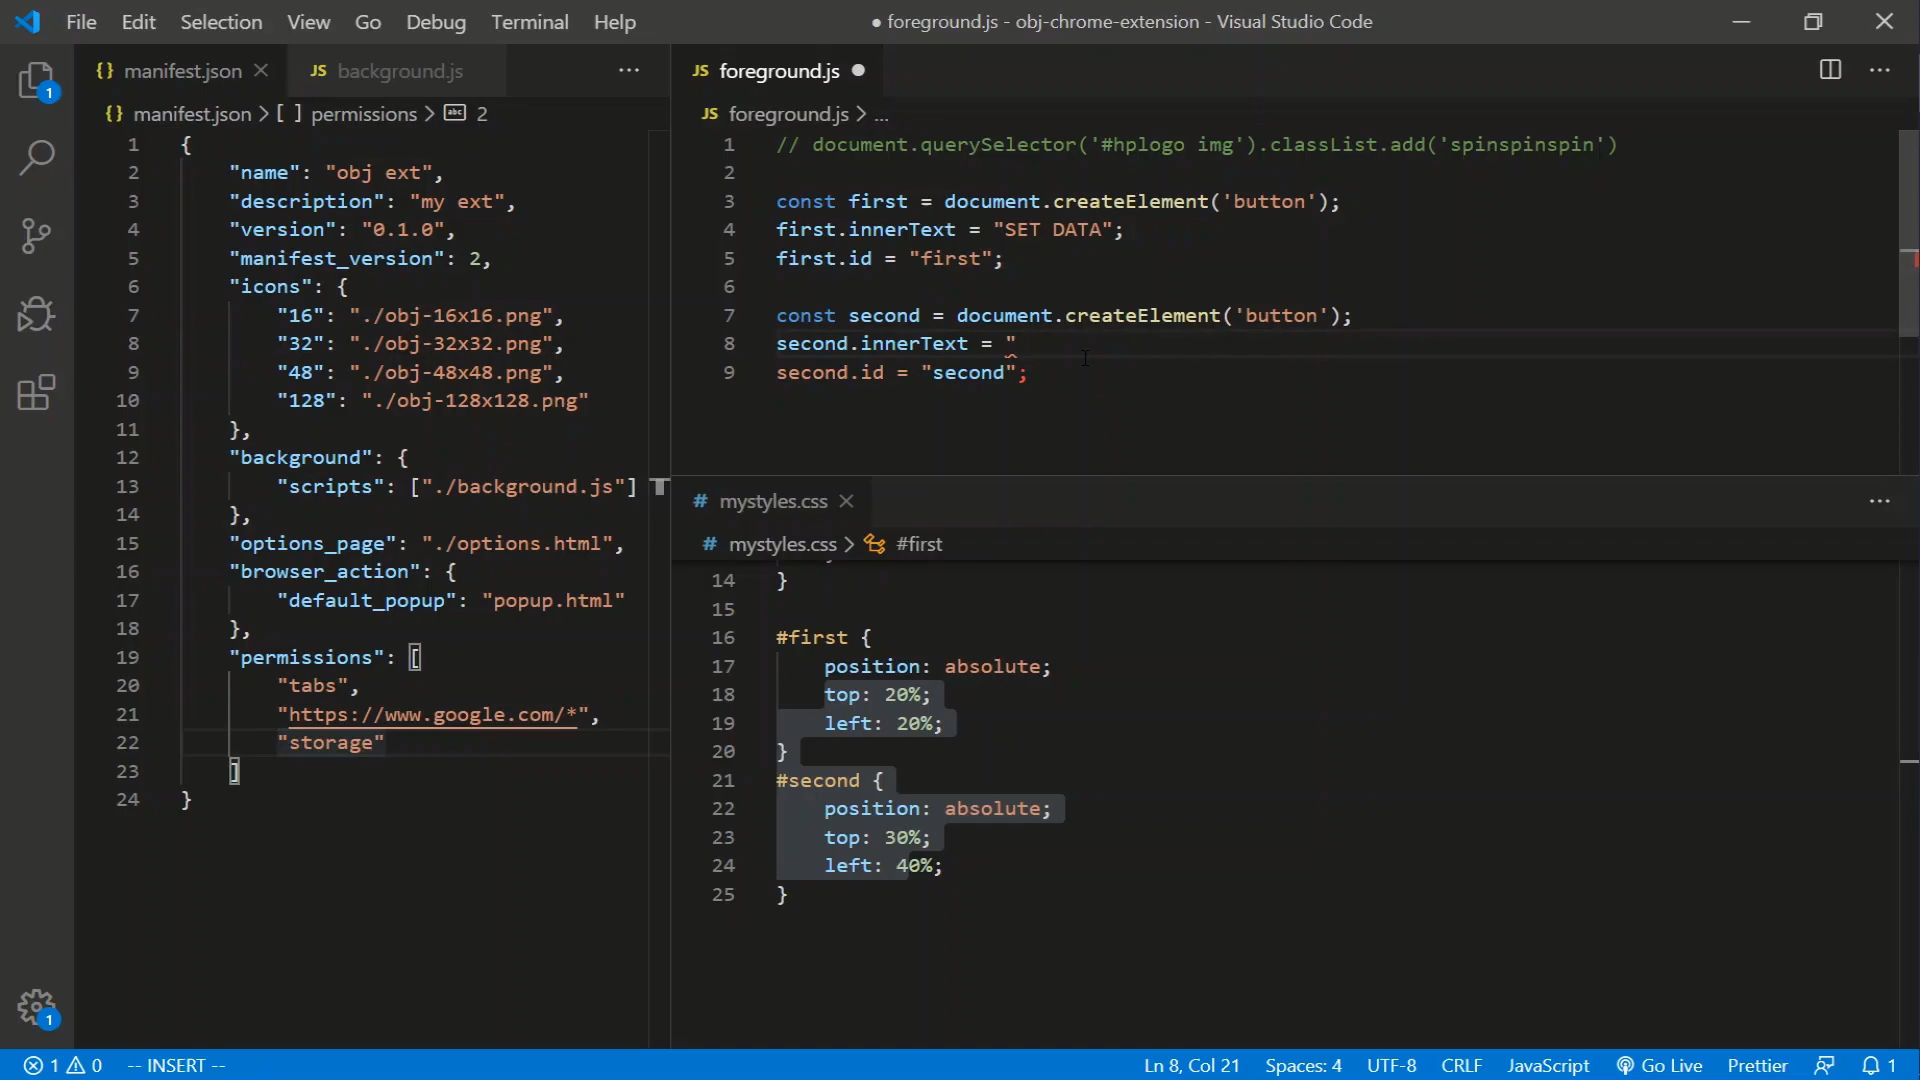 File Edit Selection View Go Debug Terminal Help
● foreground.js - obj-chrome-extension - Visual Studio Code
{} manifest.json
JS background.js
···
{} manifest.json > [ ] permissions > abc 2
1 {
2 "name": "obj ext",
3 "description": "my ext",
4 "version": "0.1.0",
5 "manifest_version": 2,
6 "icons": {
7 "16": "./obj-16x16.png",
8 "32": "./obj-32x32.png",
9 "48": "./obj-48x48.png",
10 "128": "./obj-128x128.png"
11 },
12 "background": {
13 "scripts": ["./background.js"]
14 },
15 "options_page": "./options.html",
16 "browser_action": {
17 "default_popup": "popup.html"
18 },
19 "permissions": [
20 "tabs",
21 "https://www.google.com/*",
22 "storage"
23 ]
24 }
JS foreground.js ●
···
JS foreground.js > ...
1 // document.querySelector('#hplogo img').classList.add('spinspinspin')
2
3 const first = document.createElement('button');
4 first.innerText = "SET DATA";
5 first.id = "first";
6
7 const second = document.createElement('button');
8 second.innerText = "
9 second.id = "second";
# mystyles.css
···
# mystyles.css > #first
14 }
15
16 #first {
17 position: absolute;
18 top: 20%;
19 left: 20%;
20 }
21 #second {
22 position: absolute;
23 top: 30%;
24 left: 40%;
25 }
1
1
1 0 -- INSERT --
Ln 8, Col 21 Spaces: 4 UTF-8 CRLF JavaScript Go Live Prettier 1